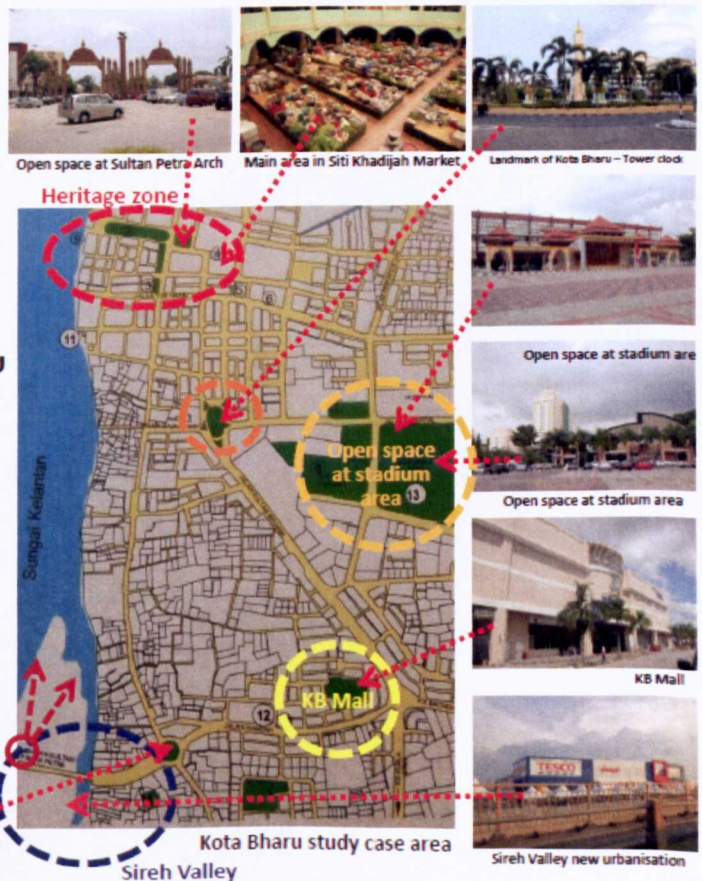 Open space at Sultan Petra Arch
Main area in Siti Khadijah Market
Landmark of Kota Bharu – Tower clock
Heritage zone
U
11
Sungai Kelantan
Open space at stadium are
Open space
at stadium
area
13
Open space at stadium area
KB Mall
KB Mall
12
TESCO
Kota Bharu study case area
Sireh Valley new urbanisation
Sireh Valley